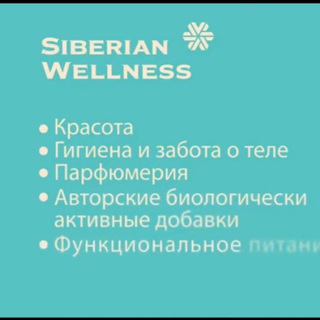 SIBERIAN
WELLNESS
• Красота
• Гигиена и забота о теле
• Парфюмерия
• Авторские биологически
активные добавки
• Функциональное питани